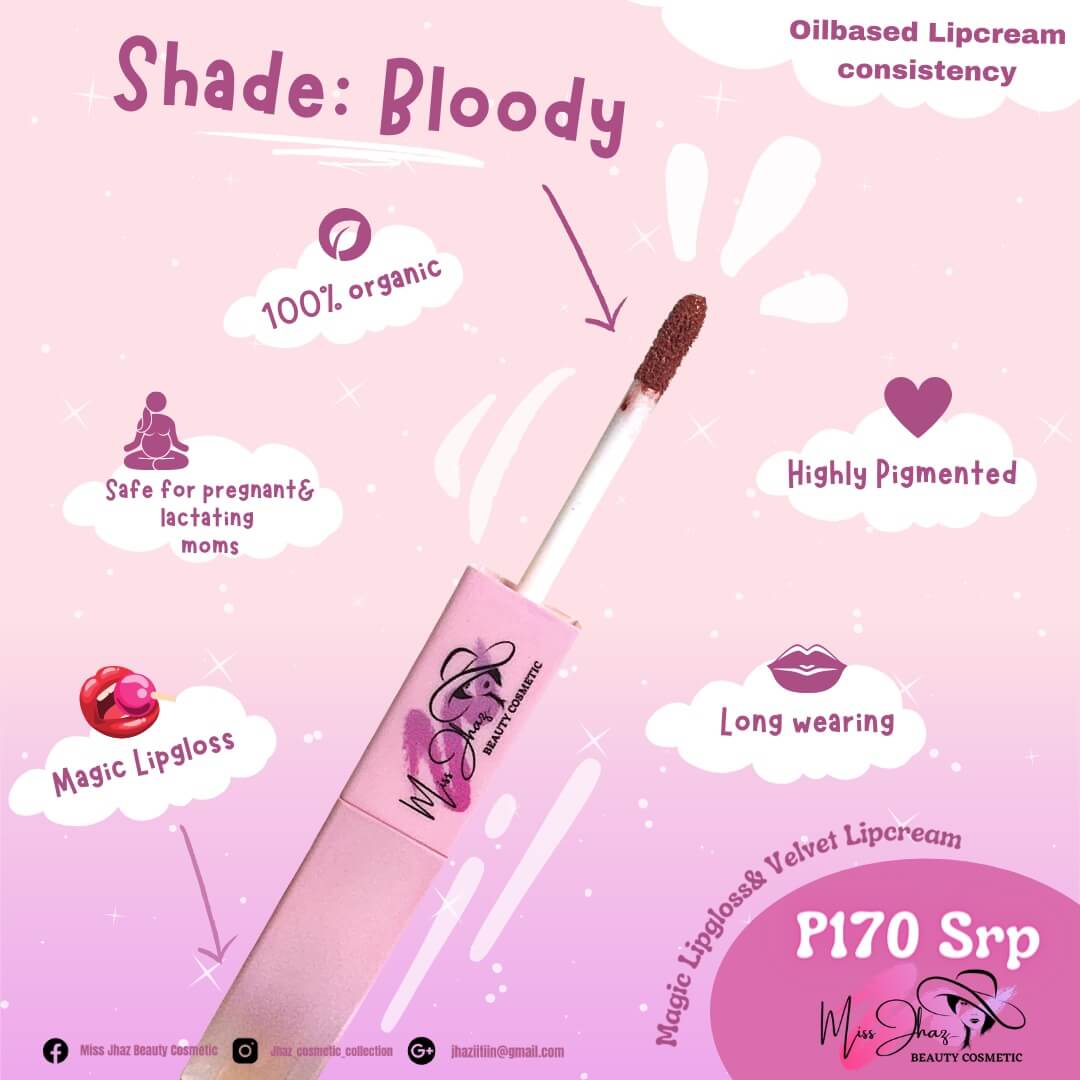 Oilbased Lipcream
consistency
Shade: Bloody
100% organic
Safe for pregnant&
lactating
moms
Highly Pigmented
Magic Lipgloss
Long wearing
Miss Jhaz
BEAUTY COSMETIC
Magic Lipgloss& Velvet Lipcream
P170 Srp
Miss Jhaz
BEAUTY COSMETIC
Miss Jhaz Beauty Cosmetic
Jhaz_cosmetic_collection
G+
jhaziifiin@gmail.com